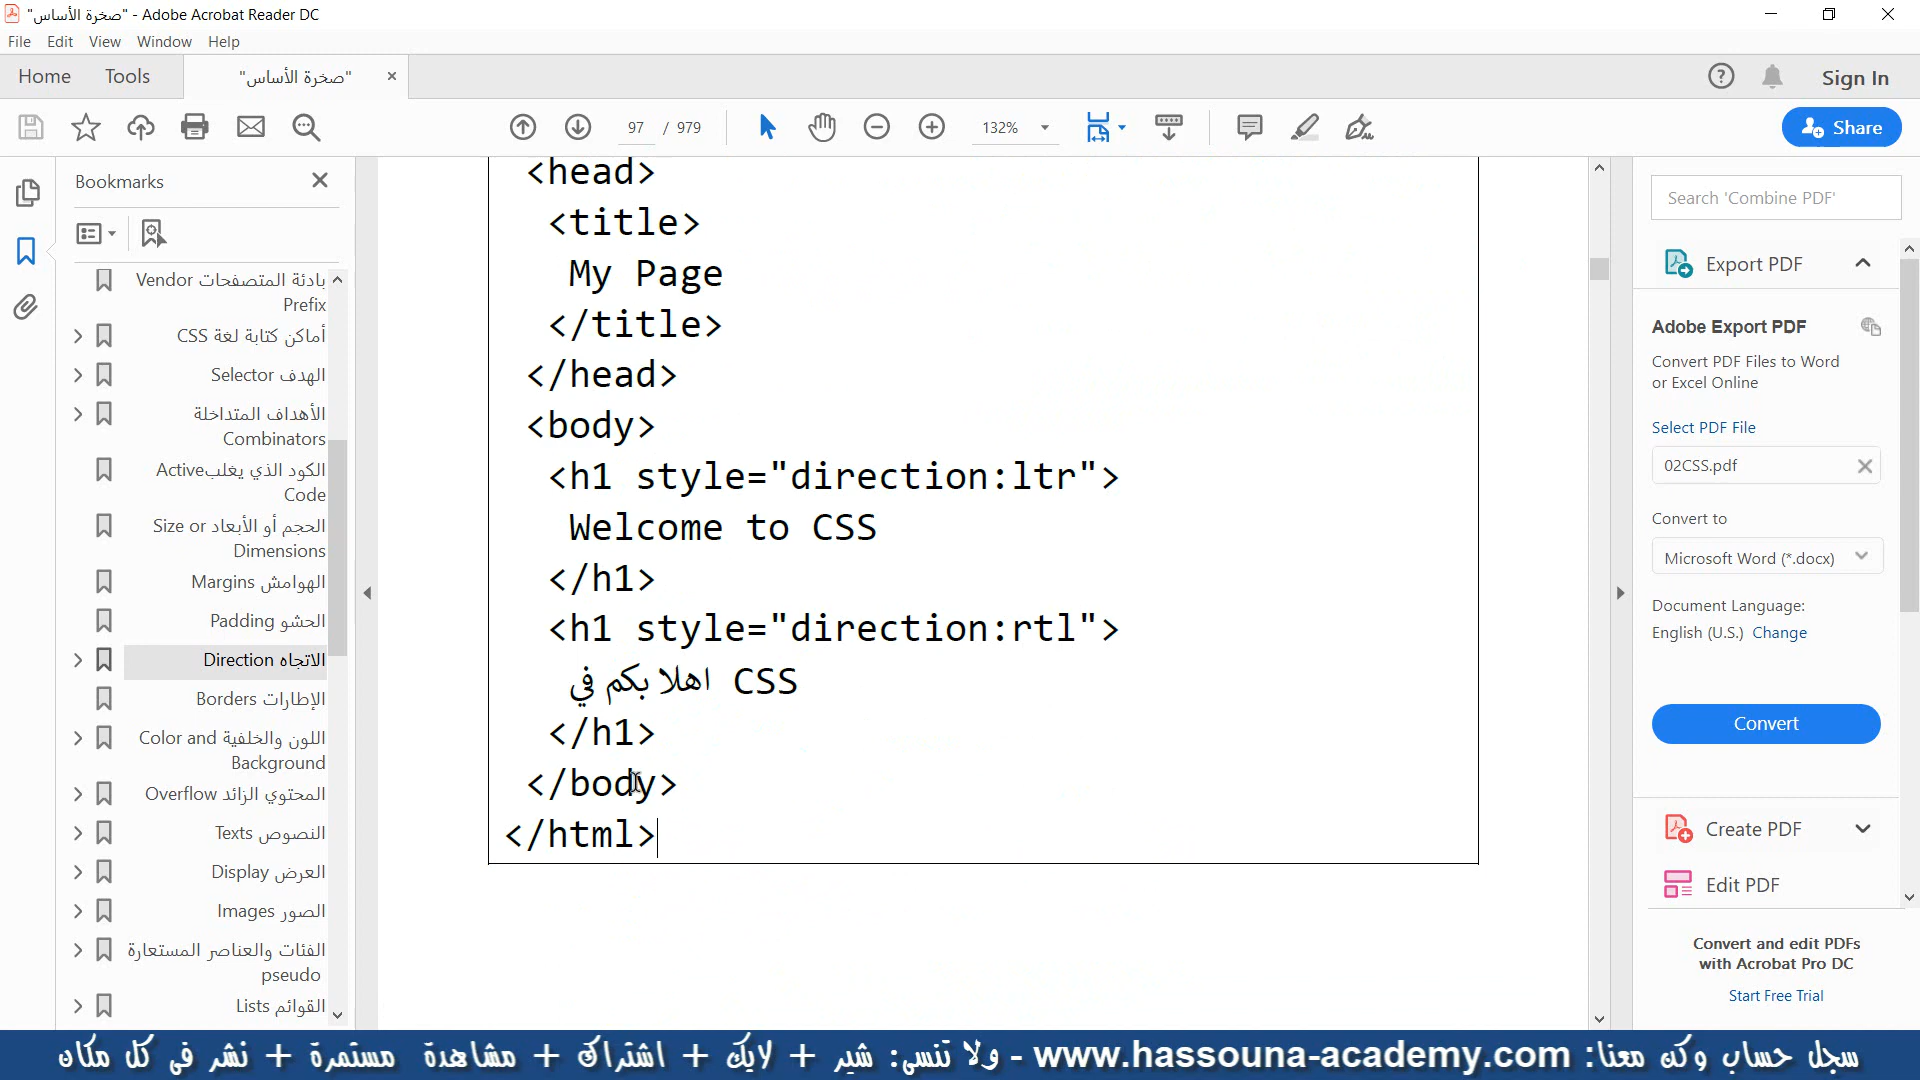 "صخرة الأساس" - Adobe Acrobat Reader DC
File Edit View Window Help
Home Tools "صخرة الأساس" Sign In
97 / 979 132% Share
Bookmarks
بادئة المتصفحات Vendor
Prefix
أماكن كتابة لغة CSS
الهدف Selector
الأهداف المتداخلة
Combinators
الكود الذي يغلبActive
Code
الحجم أو الأبعاد Size or
Dimensions
الهوامش Margins
الحشو Padding
الاتجاه Direction
الإطارات Borders
اللون والخلفية Color and
Background
المحتوي الزائد Overflow
النصوص Texts
العرض Display
الصور Images
الفئات والعناصر المستعارة
pseudo
القوائم Lists
<head>
<title>
My Page
</title>
</head>
<body>
<h1 style="direction:ltr">
Welcome to CSS
</h1>
<h1 style="direction:rtl">
اهلا بكم في CSS
</h1>
</body>
</html>
Search 'Combine PDF'
Export PDF
Adobe Export PDF
Convert PDF Files to Word
or Excel Online
Select PDF File
02CSS.pdf
Convert to
Microsoft Word (*.docx)
Document Language:
English (U.S.) Change
Convert
Create PDF
Edit PDF
Convert and edit PDFs
with Acrobat Pro DC
Start Free Trial
سجل حساب وكن معنا: www.hassouna-academy.com - ولا تنسى: شير + لايك + اشتراك + مشاهدة مستمرة + نشر في كل مكان